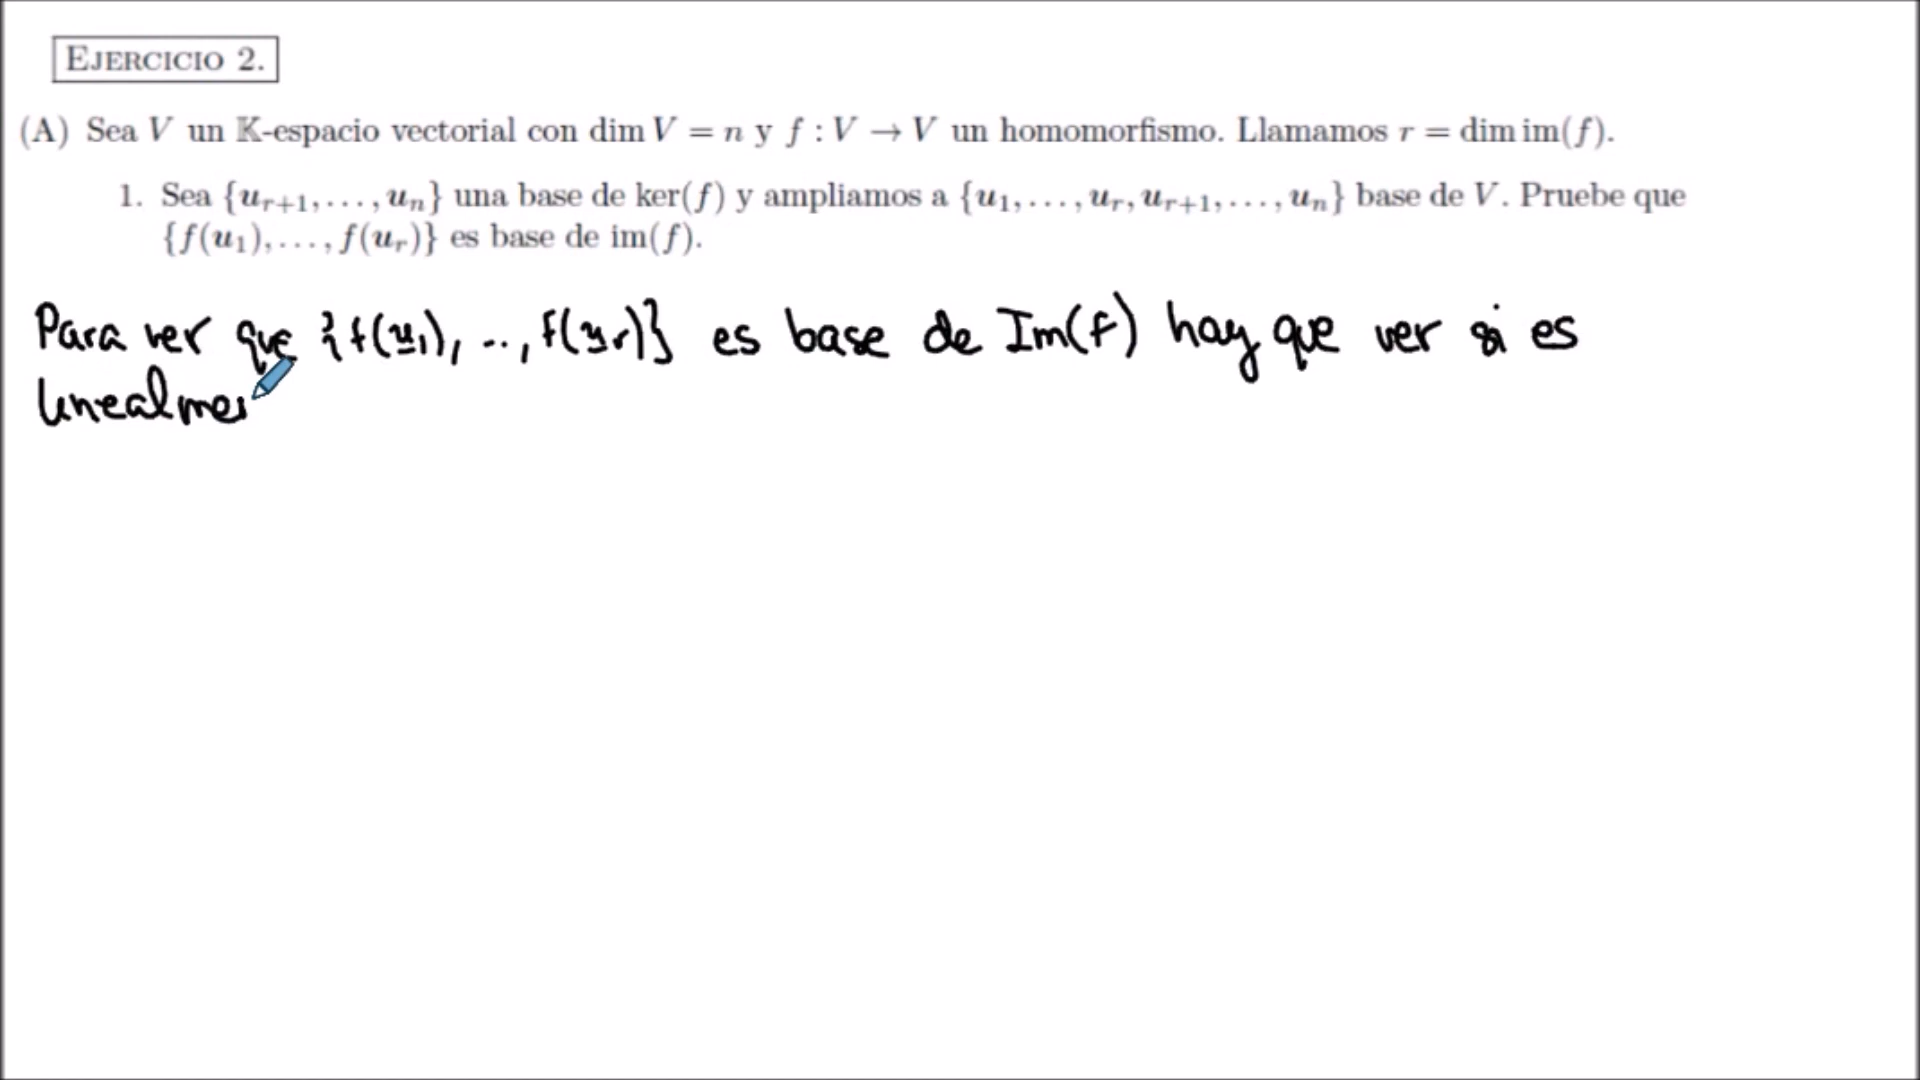 EJERCICIO 2.
(A) Sea V un 𝕂-espacio vectorial con dim V = n y f : V → V un homomorfismo. Llamamos r = dim im(f).
1. Sea {u_{r+1}, . . . , u_n} una base de ker(f) y ampliamos a {u_1, . . . , u_r, u_{r+1}, . . . , u_n} base de V. Pruebe que
{f(u_1), . . . , f(u_r)} es base de im(f).
Para ver que {f(u_1), .., f(u_r)} es base de Im(f) hay que ver si es
linealmen